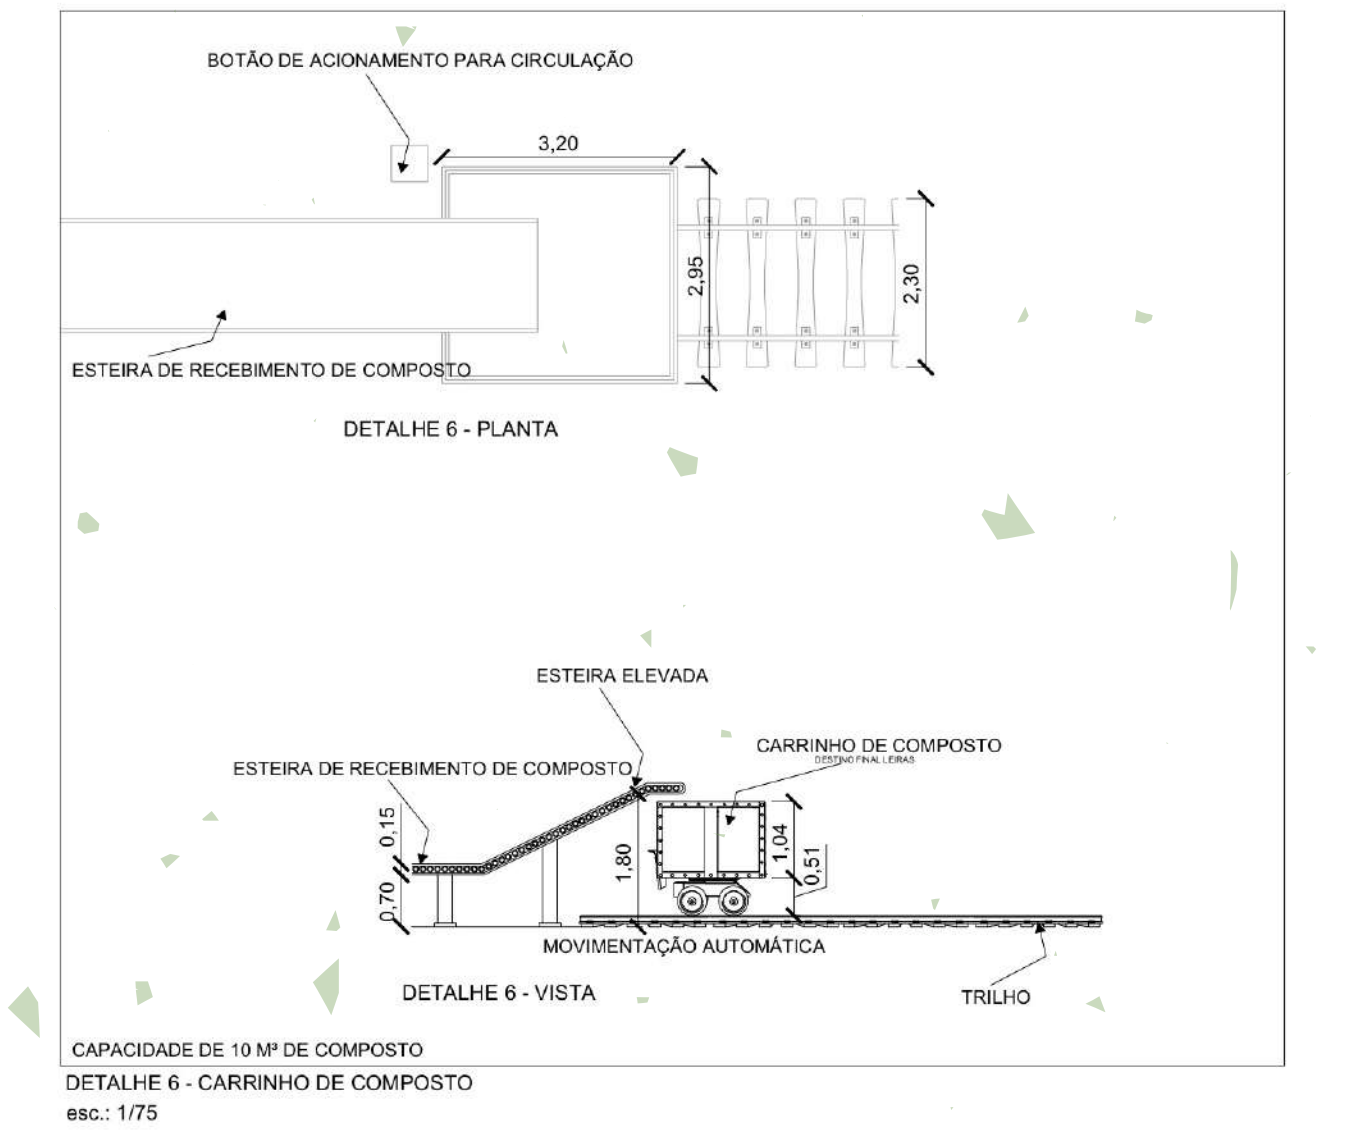 BOTÃO DE ACIONAMENTO PARA CIRCULAÇÃO
3,20
2,95
2,30
ESTEIRA DE RECEBIMENTO DE COMPOSTO
DETALHE 6 - PLANTA
ESTEIRA ELEVADA
CARRINHO DE COMPOSTO
DESTINO FINAL LEIRAS
ESTEIRA DE RECEBIMENTO DE COMPOSTO
0,15
1,80
1,04
0,51
0,70
MOVIMENTAÇÃO AUTOMÁTICA
DETALHE 6 - VISTA
TRILHO
CAPACIDADE DE 10 M³ DE COMPOSTO
DETALHE 6 - CARRINHO DE COMPOSTO
esc.: 1/75